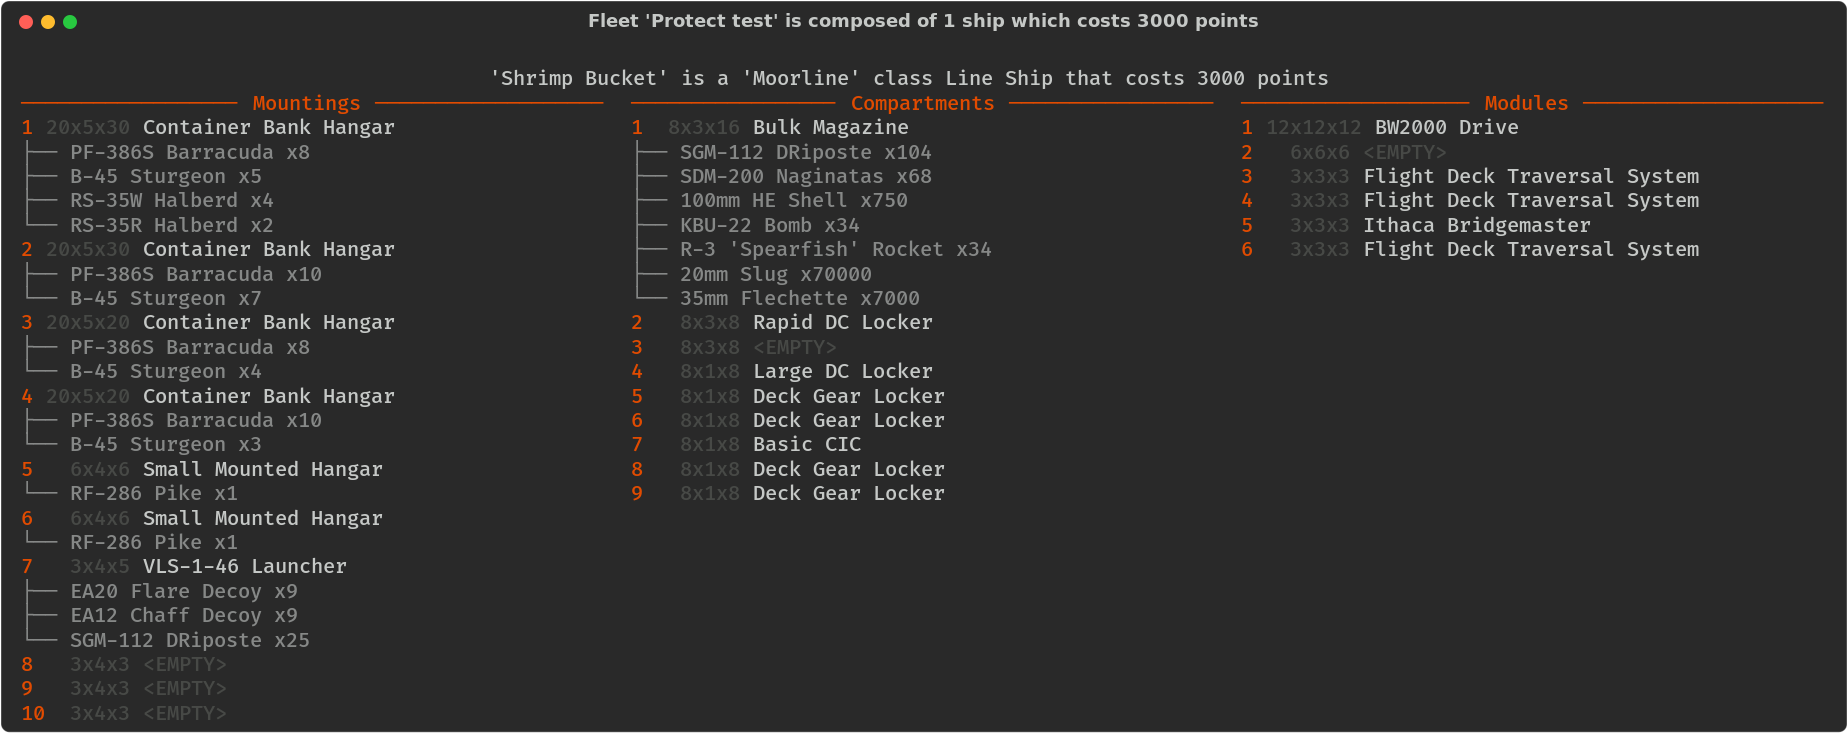 Fleet 'Protect test' is composed of 1 ship which costs 3000 points
'Shrimp Bucket' is a 'Moorline' class Line Ship that costs 3000 points
Mountings
1 20x5x30 Container Bank Hangar
PF-386S Barracuda x8
B-45 Sturgeon x5
RS-35W Halberd x4
RS-35R Halberd x2
2 20x5x30 Container Bank Hangar
PF-386S Barracuda x10
B-45 Sturgeon x7
3 20x5x20 Container Bank Hangar
PF-386S Barracuda x8
B-45 Sturgeon x4
4 20x5x20 Container Bank Hangar
PF-386S Barracuda x10
B-45 Sturgeon x3
5 6x4x6 Small Mounted Hangar
RF-286 Pike x1
6 6x4x6 Small Mounted Hangar
RF-286 Pike x1
7 3x4x5 VLS-1-46 Launcher
EA20 Flare Decoy x9
EA12 Chaff Decoy x9
SGM-112 DRiposte x25
8 3x4x3 <EMPTY>
9 3x4x3 <EMPTY>
10 3x4x3 <EMPTY>
Compartments
1 8x3x16 Bulk Magazine
SGM-112 DRiposte x104
SDM-200 Naginatas x68
100mm HE Shell x750
KBU-22 Bomb x34
R-3 'Spearfish' Rocket x34
20mm Slug x70000
35mm Flechette x7000
2 8x3x8 Rapid DC Locker
3 8x3x8 <EMPTY>
4 8x1x8 Large DC Locker
5 8x1x8 Deck Gear Locker
6 8x1x8 Deck Gear Locker
7 8x1x8 Basic CIC
8 8x1x8 Deck Gear Locker
9 8x1x8 Deck Gear Locker
Modules
1 12x12x12 BW2000 Drive
2 6x6x6 <EMPTY>
3 3x3x3 Flight Deck Traversal System
4 3x3x3 Flight Deck Traversal System
5 3x3x3 Ithaca Bridgemaster
6 3x3x3 Flight Deck Traversal System